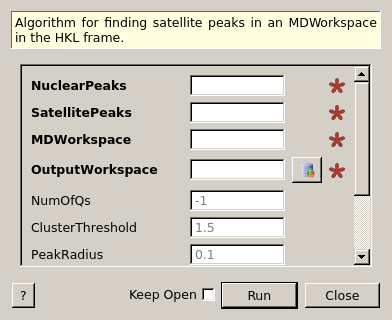 Algorithm for finding satellite peaks in an MDWorkspace
in the HKL frame.
NuclearPeaks
SatellitePeaks
MDWorkspace
OutputWorkspace
NumOfQs -1
ClusterThreshold 1.5
PeakRadius 0.1
? Keep Open Run Close